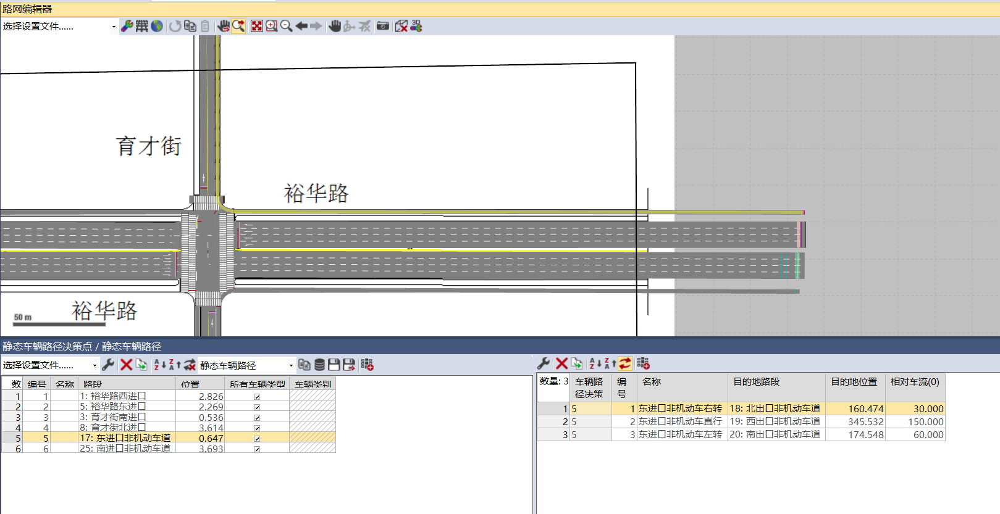 路网编辑器
选择设置文件......
3D
育才街
裕华路
裕华路
50 m
静态车辆路径决策点 / 静态车辆路径
选择设置文件...... 静态车辆路径
数 编号 名称 路段 位置 所有车辆类型 车辆类别
1 1 1: 裕华路西进口 2.826
2 2 5: 裕华路东进口 2.269
3 3 3: 育才街南进口 0.536
4 4 8: 育才街北进口 3.614
5 5 17: 东进口非机动车道 0.647
6 6 25: 南进口非机动车道 3.693
数量: 3 车辆路径决策 编号 名称 目的地路段 目的地位置 相对车流(0)
1 5 1 东进口非机动车右转 18: 北出口非机动车道 160.474 30.000
2 5 2 东进口非机动车直行 19: 西出口非机动车道 345.532 150.000
3 5 3 东进口非机动车左转 20: 南出口非机动车道 174.548 60.000